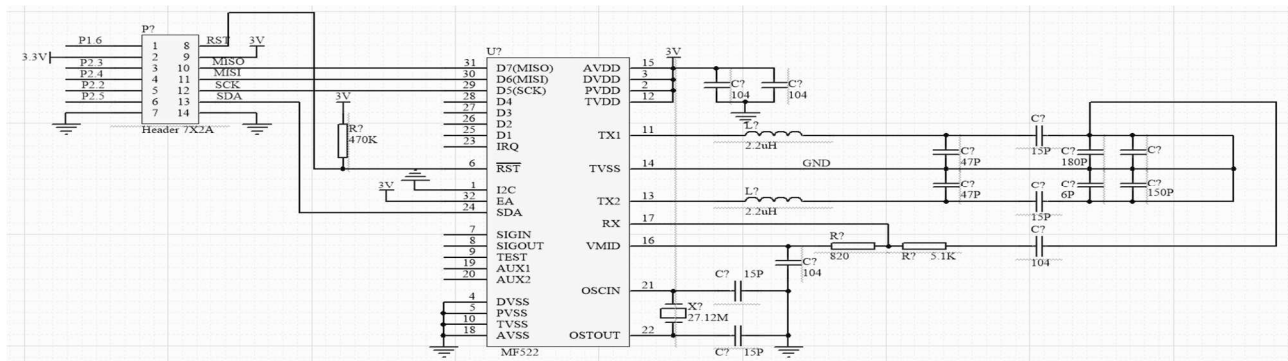 P?
P1.6 1 8 RST
3.3V 2 9 3V
P2.3 3 10 MISO
P2.4 4 11 MISI
P2.2 5 12 SCK
P2.5 6 13 SDA
7 14
Header 7X2A
3V
R?
470K
3V
U?
31 D7(MISO)
30 D6(MISI)
29 D5(SCK)
28 D4
27 D3
26 D2
25 D1
23 IRQ
6 RST
1 I2C
32 EA
24 SDA
7 SIGIN
8 SIGOUT
9 TEST
19 AUX1
20 AUX2
4 DVSS
5 PVSS
10 TVSS
18 AVSS
AVDD 15
DVDD 3
PVDD 2
TVDD 12
TX1 11
TVSS 14
TX2 13
RX 17
VMID 16
OSCIN 21
OSTOUT 22
MF522
3V
C?
104
C?
104
L?
2.2uH
GND
L?
2.2uH
C?
47P
C?
47P
C?
15P
C?
15P
C?
180P
C?
6P
C?
C?
150P
R?
820
R?
5.1K
C?
104
C?
104
C?
15P
X?
27.12M
C?
15P